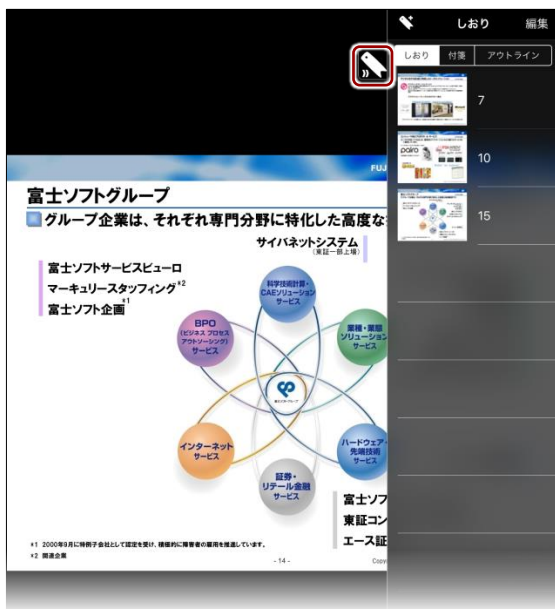 しおり 編集
しおり 付箋 アウトライン
7
10
15
FUJ
富士ソフトグループ
グループ企業は、それぞれ専門分野に特化した高度な
サイバネットシステム
（東証一部上場）
富士ソフトサービスビューロ
マーキュリースタッフィング*2
富士ソフト企画*1
科学技術計算・
CAEソリューション
サービス
BPO
(ビジネス プロセス
アウトソーシング)
サービス
業種・業態
ソリューション
サービス
インターネット
サービス
ハードウェア・
先端技術
サービス
証券・
リテール金融
サービス
富士ソフ
東証コン
エース証
*1 2000年9月に特例子会社として認定を受け、積極的に障害者の雇用を推進しています。
*2 関連企業
- 14 -
Copy